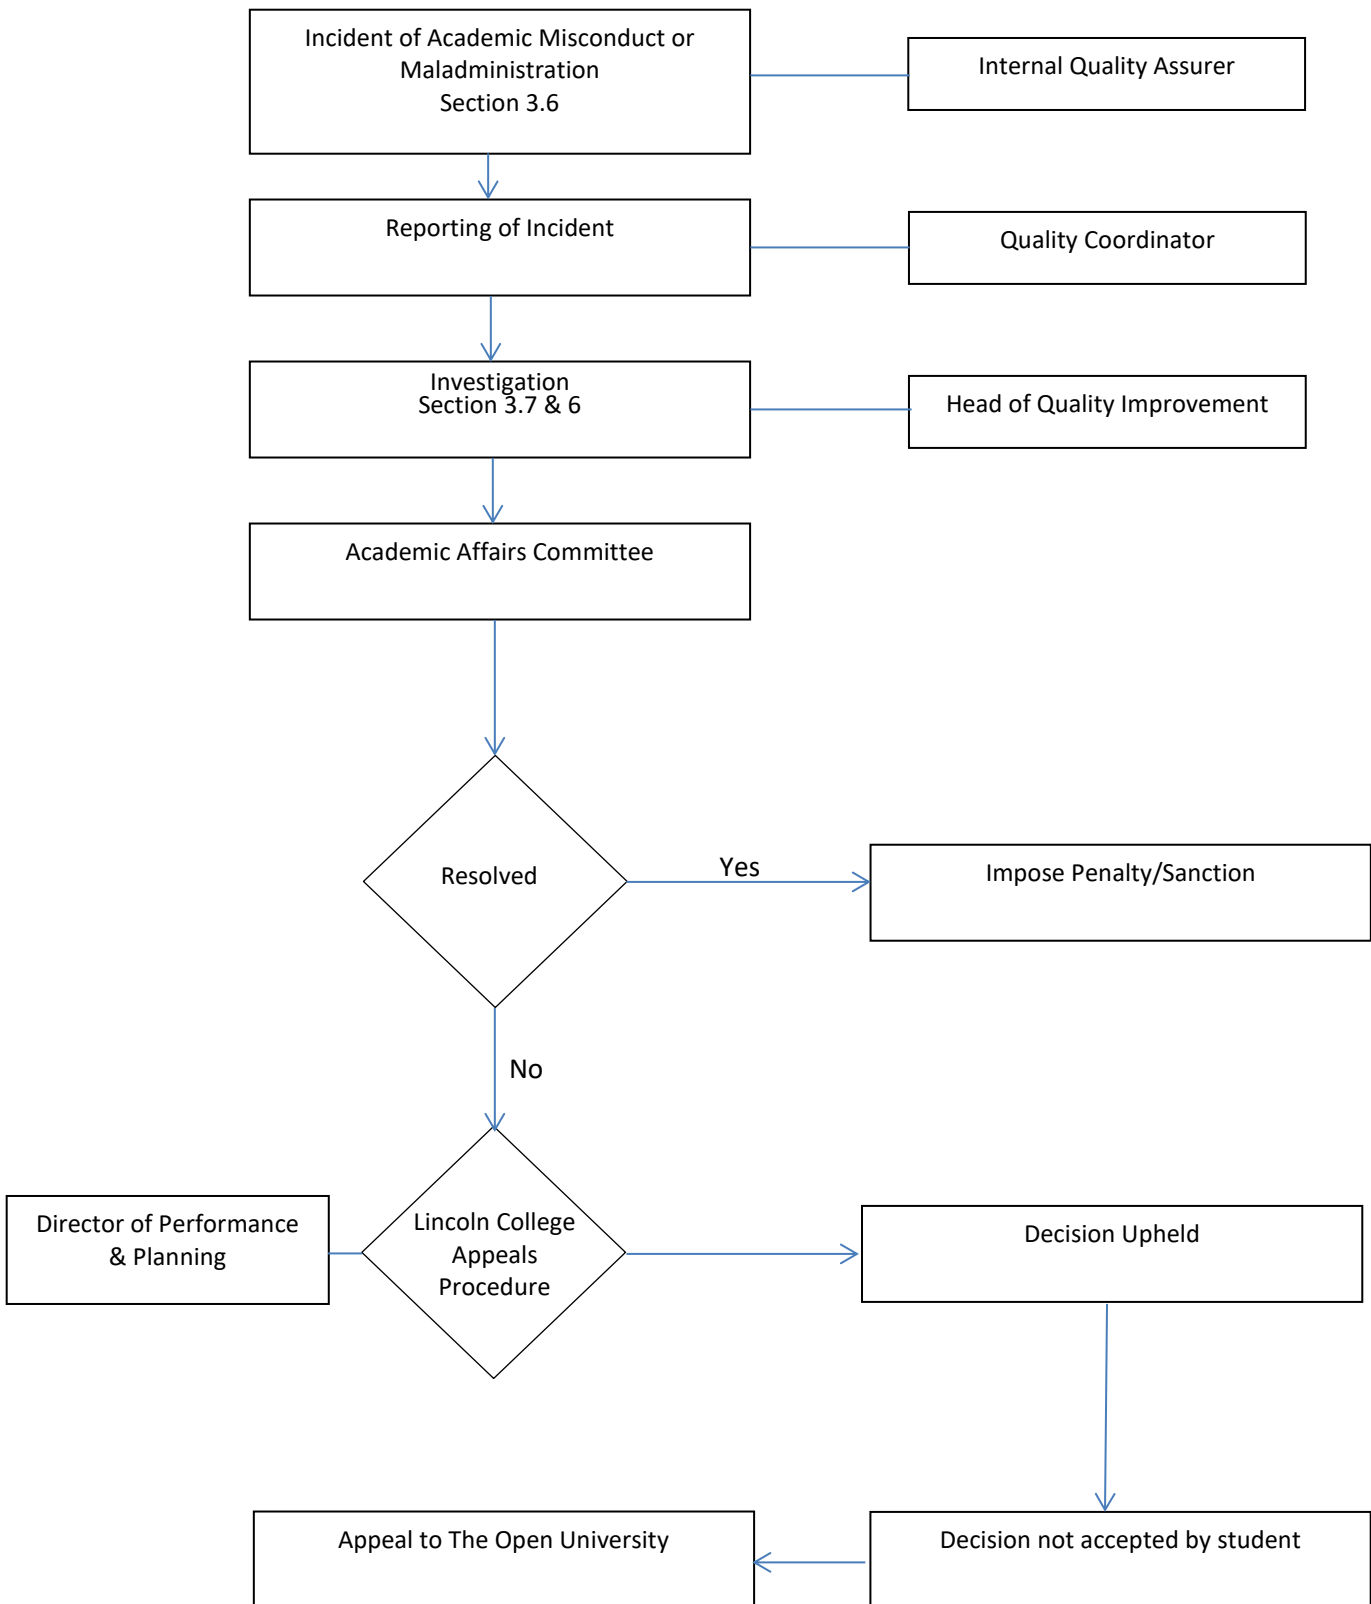 Incident of Academic Misconduct or
Maladministration
Section 3.6
Internal Quality Assurer
Reporting of Incident
Quality Coordinator
Investigation
Section 3.7 & 6
Head of Quality Improvement
Academic Affairs Committee
Resolved
Yes
Impose Penalty/Sanction
No
Director of Performance
& Planning
Lincoln College
Appeals
Procedure
Decision Upheld
Appeal to The Open University
Decision not accepted by student